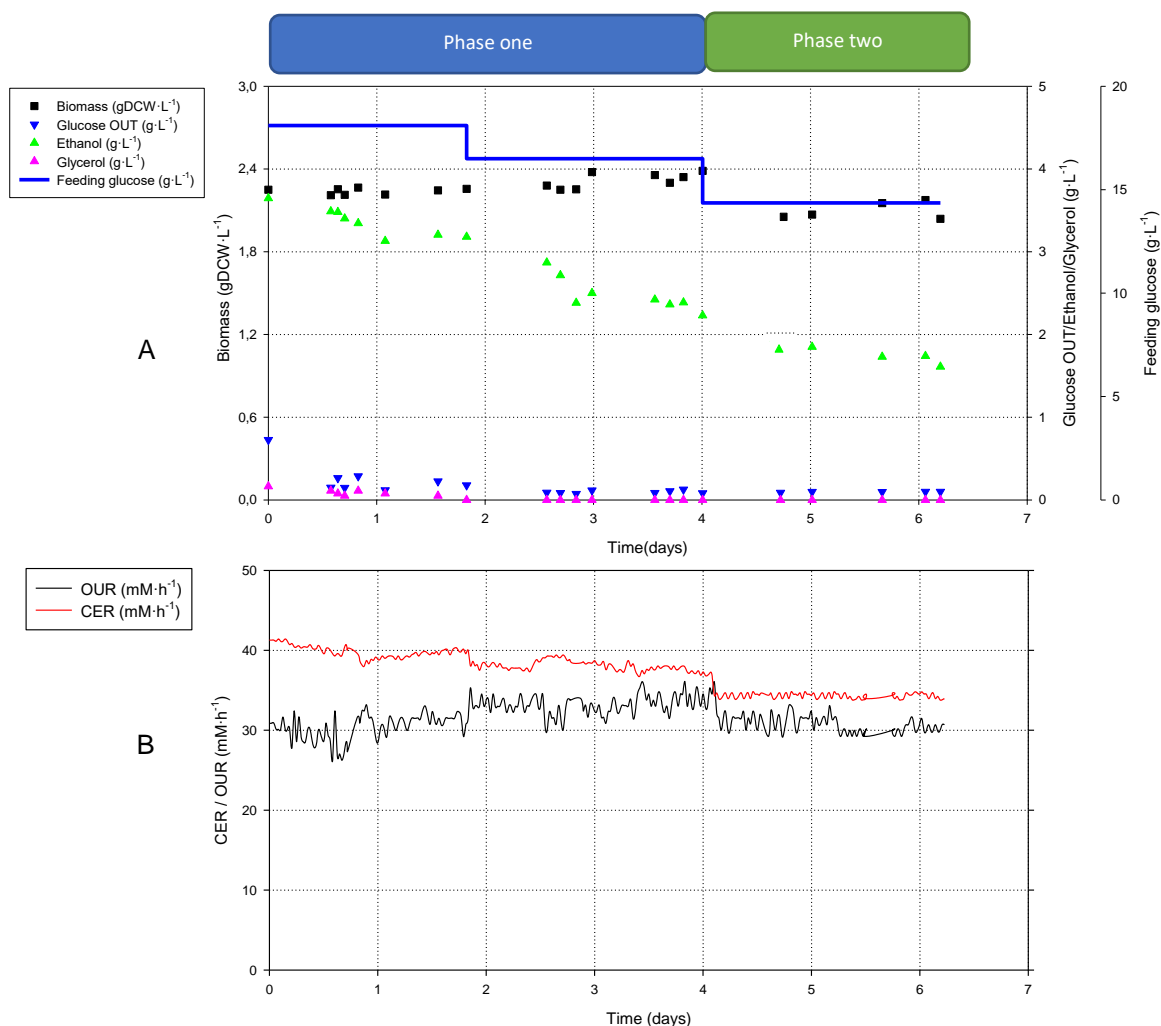 Phase one
Phase two
Biomass (gDCW·L⁻¹)
Glucose OUT (g·L⁻¹)
Ethanol (g·L⁻¹)
Glycerol (g·L⁻¹)
Feeding glucose (g·L⁻¹)
A
Biomass (gDCW·L⁻¹)
3,0
2,4
1,8
1,2
0,6
0,0
5
4
3
2
1
0
Glucose OUT/Ethanol/Glycerol (g·L⁻¹)
20
15
10
5
0
Feeding glucose (g·L⁻¹)
0 1 2 3 4 5 6 7
Time(days)
OUR (mM·h⁻¹)
CER (mM·h⁻¹)
B
CER / OUR (mM·h⁻¹)
50
40
30
20
10
0
0 1 2 3 4 5 6 7
Time (days)